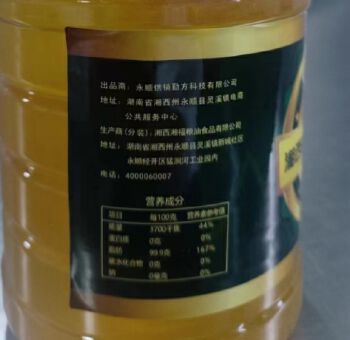 出品商：永顺供销勤方科技有限公司
地址：湖南省湘西州永顺县灵溪镇电商
公共服务中心
生产商(分装)：湘西湘福粮油食品有限公司
地址：湖南省湘西州永顺县灵溪镇新城社区
永顺经开区猛洞河工业园内
电话：4000060007
营养成分
项目 每100克 营养素参考值
能量 3700千焦 44%
蛋白质 0克 0%
脂肪 99.9克 167%
碳水化合物 0克 0%
钠 0毫克 0%